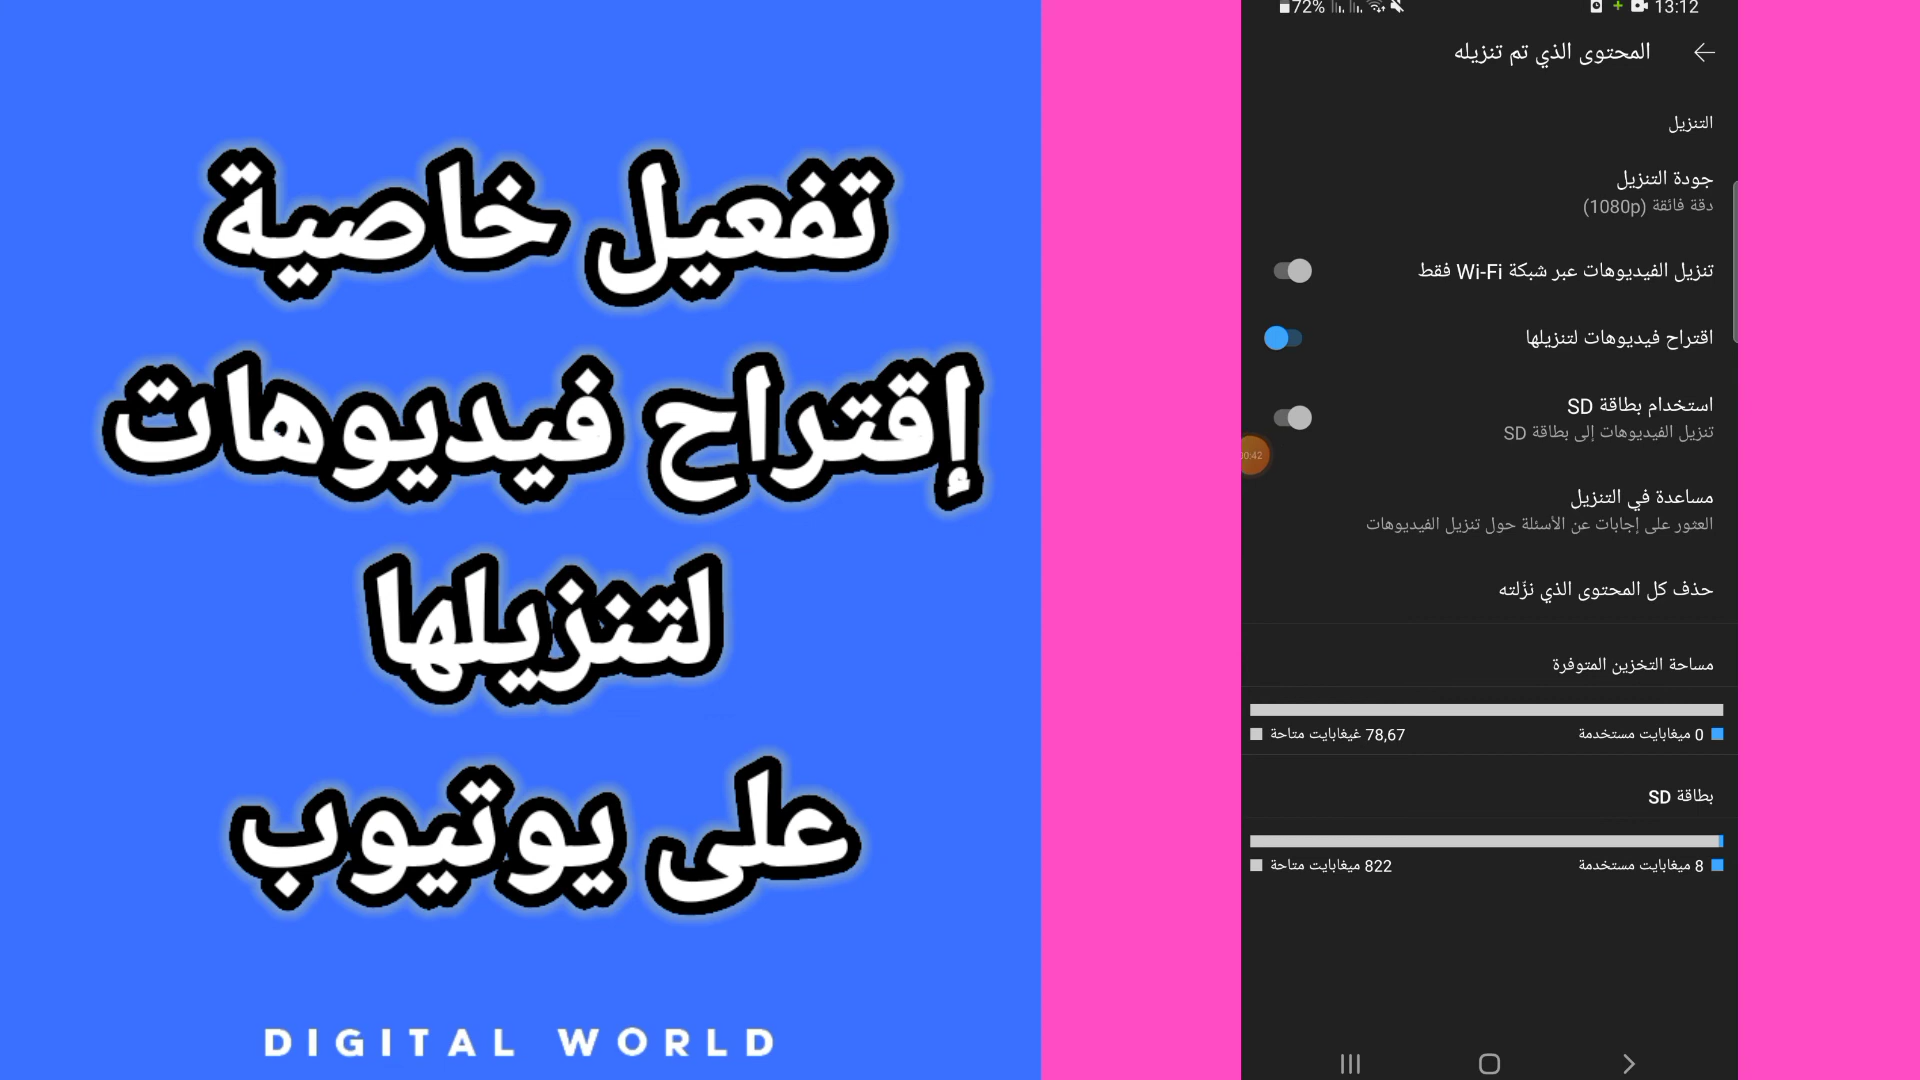 تفعيل خاصية
إقتراح فيديوهات
لتنزيلها
على يوتيوب
DIGITAL WORLD
72%
13:12
المحتوى الذي تم تنزيله
التنزيل
جودة التنزيل
دقة فائقة (1080p)
تنزيل الفيديوهات عبر شبكة Wi-Fi فقط
اقتراح فيديوهات لتنزيلها
استخدام بطاقة SD
تنزيل الفيديوهات إلى بطاقة SD
00:42
مساعدة في التنزيل
العثور على إجابات عن الأسئلة حول تنزيل الفيديوهات
حذف كل المحتوى الذي نزّلته
مساحة التخزين المتوفرة
0 ميغابايت مستخدمة
78,67 غيغابايت متاحة
بطاقة SD
8 ميغابايت مستخدمة
822 ميغابايت متاحة